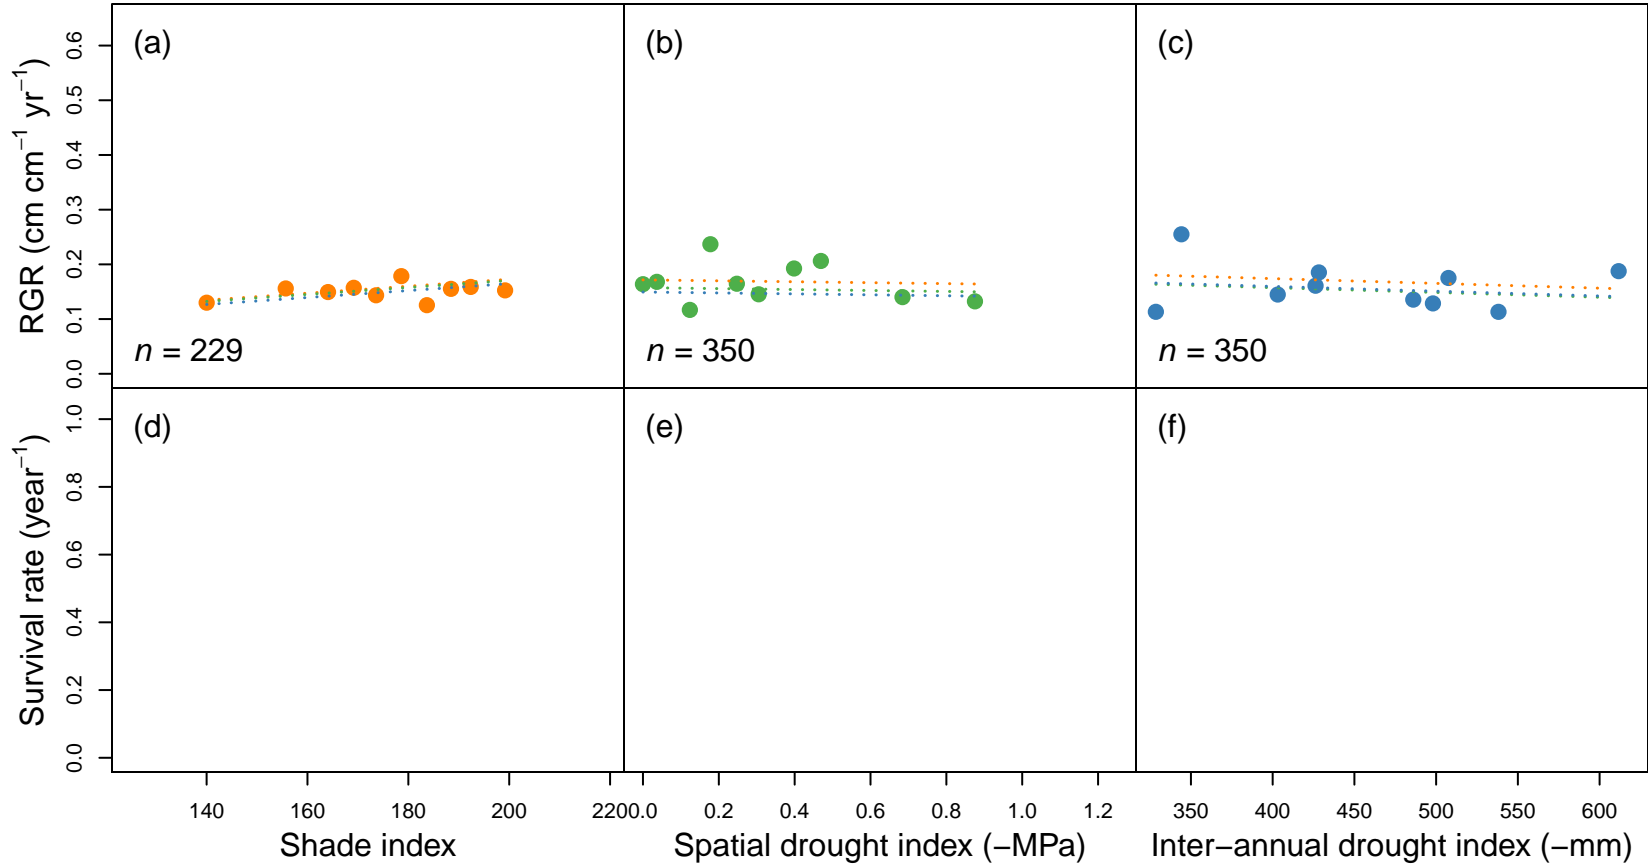 (a)
(b)
(c)
RGR (cm cm⁻¹ yr⁻¹)
0.0 0.1 0.2 0.3 0.4 0.5 0.6
n = 229
n = 350
n = 350
(d)
(e)
(f)
Survival rate (year⁻¹)
0.0 0.2 0.4 0.6 0.8 1.0
140 160 180 200 220
0.0 0.2 0.4 0.6 0.8 1.0 1.2
350 400 450 500 550 600
Shade index
Spatial drought index (−MPa)
Inter−annual drought index (−mm)